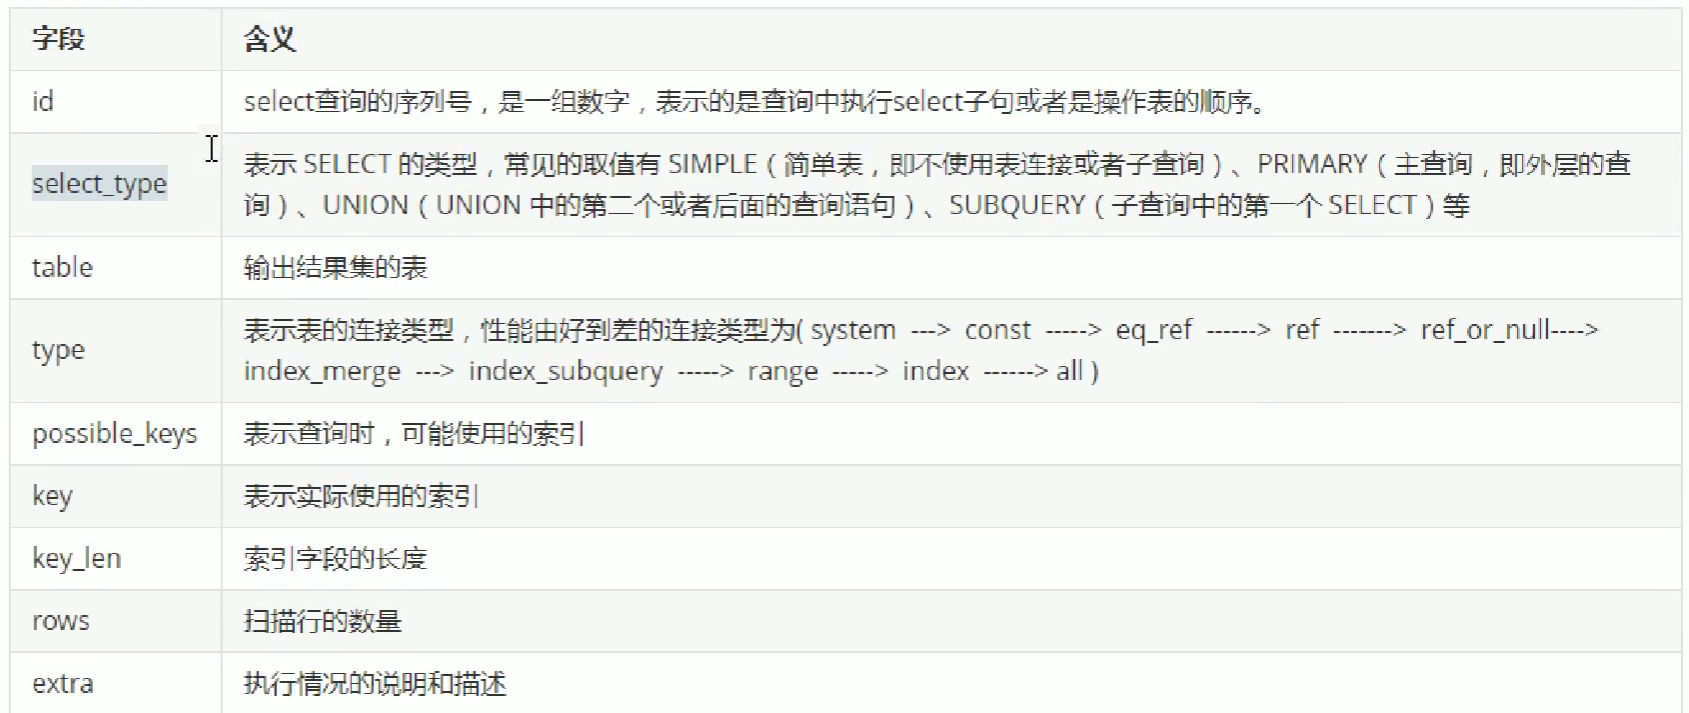 字段 含义
id select查询的序列号，是一组数字，表示的是查询中执行select子句或者是操作表的顺序。
select_type 表示 SELECT 的类型，常见的取值有 SIMPLE（简单表，即不使用表连接或者子查询）、PRIMARY（主查询，即外层的查
询）、UNION（UNION 中的第二个或者后面的查询语句）、SUBQUERY（子查询中的第一个 SELECT）等
table 输出结果集的表
type 表示表的连接类型，性能由好到差的连接类型为( system ---> const -----> eq_ref ------> ref -------> ref_or_null---->
index_merge ---> index_subquery -----> range -----> index ------> all )
possible_keys 表示查询时，可能使用的索引
key 表示实际使用的索引
key_len 索引字段的长度
rows 扫描行的数量
extra 执行情况的说明和描述